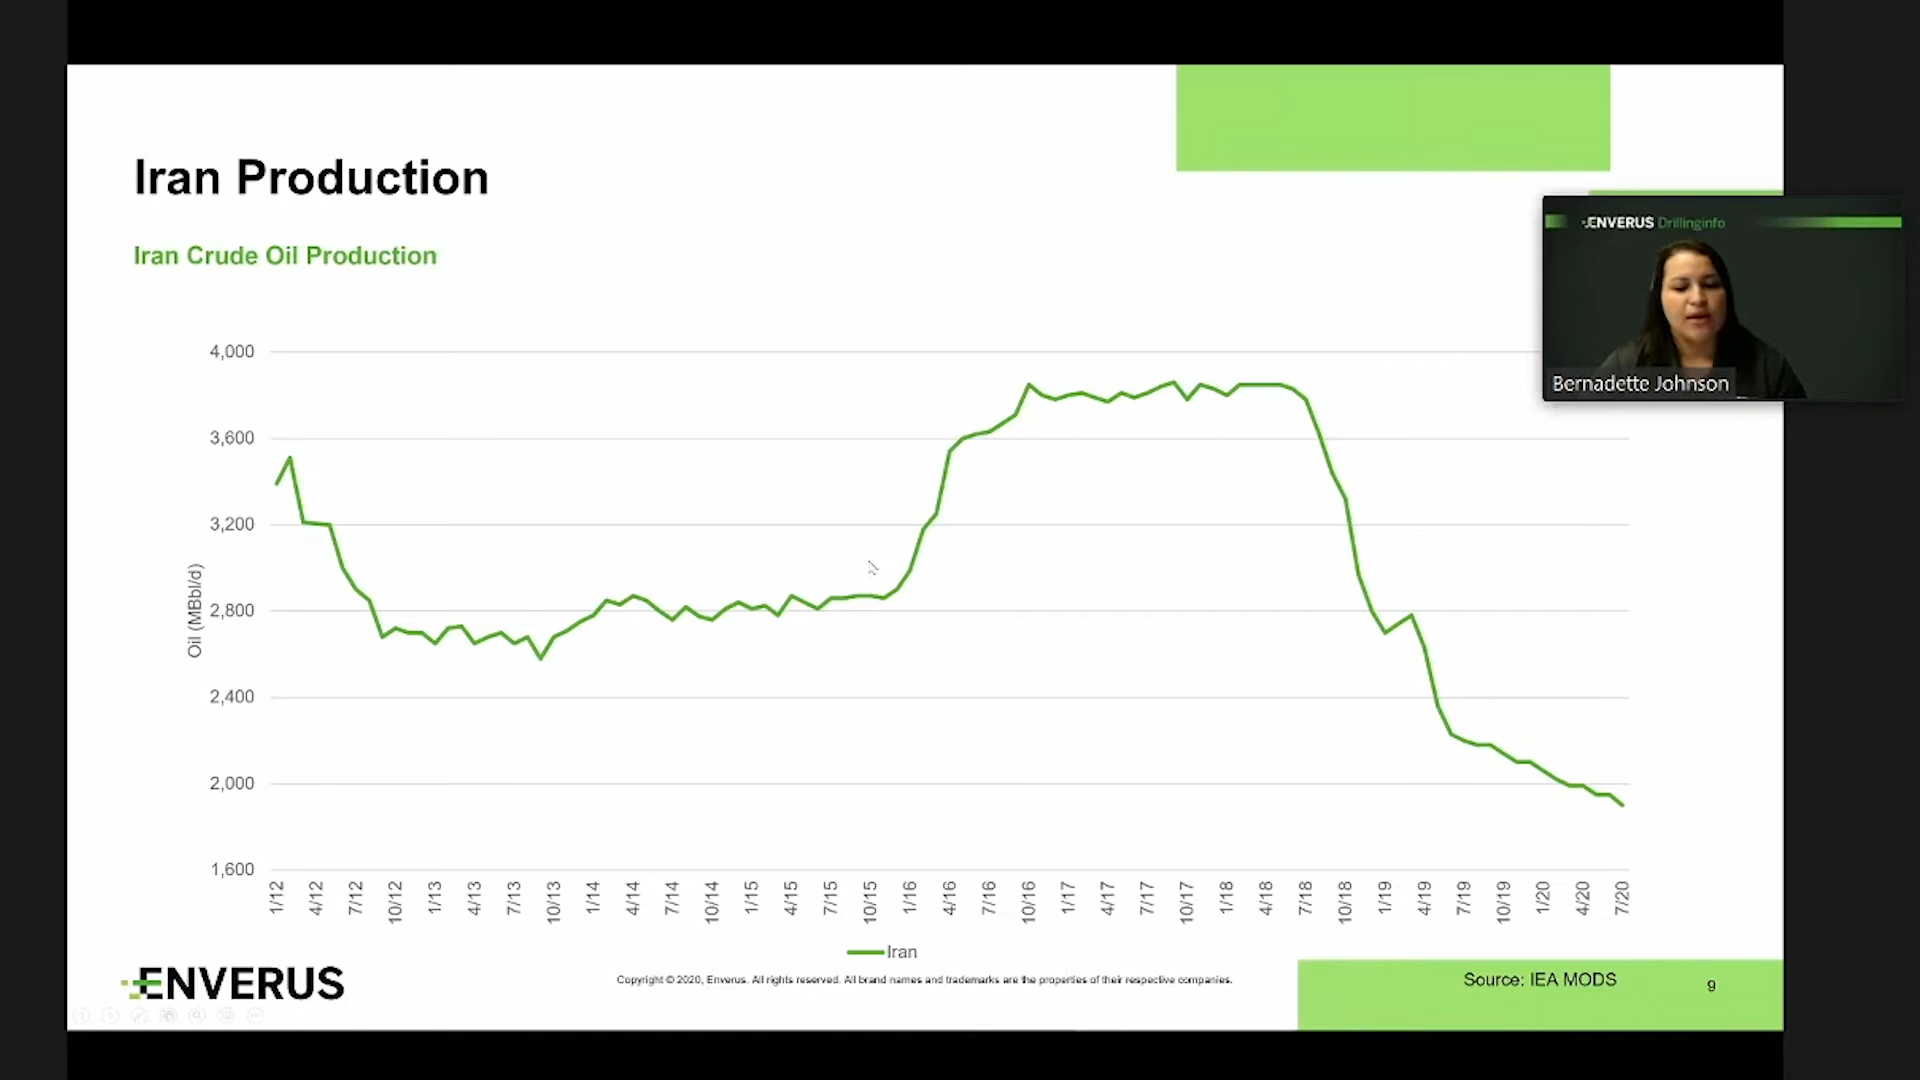 Iran Production
Iran Crude Oil Production
ENVERUS Drillinginfo
Bernadette Johnson
Oil (MBbl/d)
4,000
3,600
3,200
2,800
2,400
2,000
1,600
1/12 4/12 7/12 10/12 1/13 4/13 7/13 10/13 1/14 4/14 7/14 10/14 1/15 4/15 7/15 10/15 1/16 4/16 7/16 10/16 1/17 4/17 7/17 10/17 1/18 4/18 7/18 10/18 1/19 4/19 7/19 10/19 1/20 4/20 7/20
Iran
ENVERUS
Copyright © 2020, Enverus. All rights reserved. All brand names and trademarks are the properties of their respective companies.
Source: IEA MODS
9